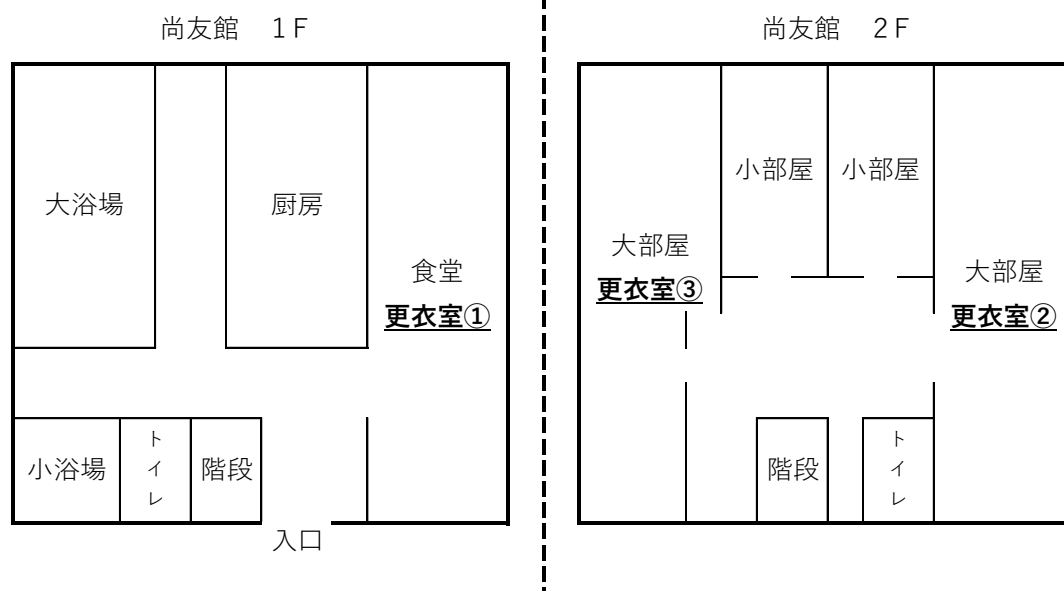 尚友館　１Ｆ
大浴場
厨房
食堂
更衣室①
小浴場
トイレ
階段
入口
尚友館　２Ｆ
小部屋
小部屋
大部屋
更衣室③
大部屋
更衣室②
階段
トイレ